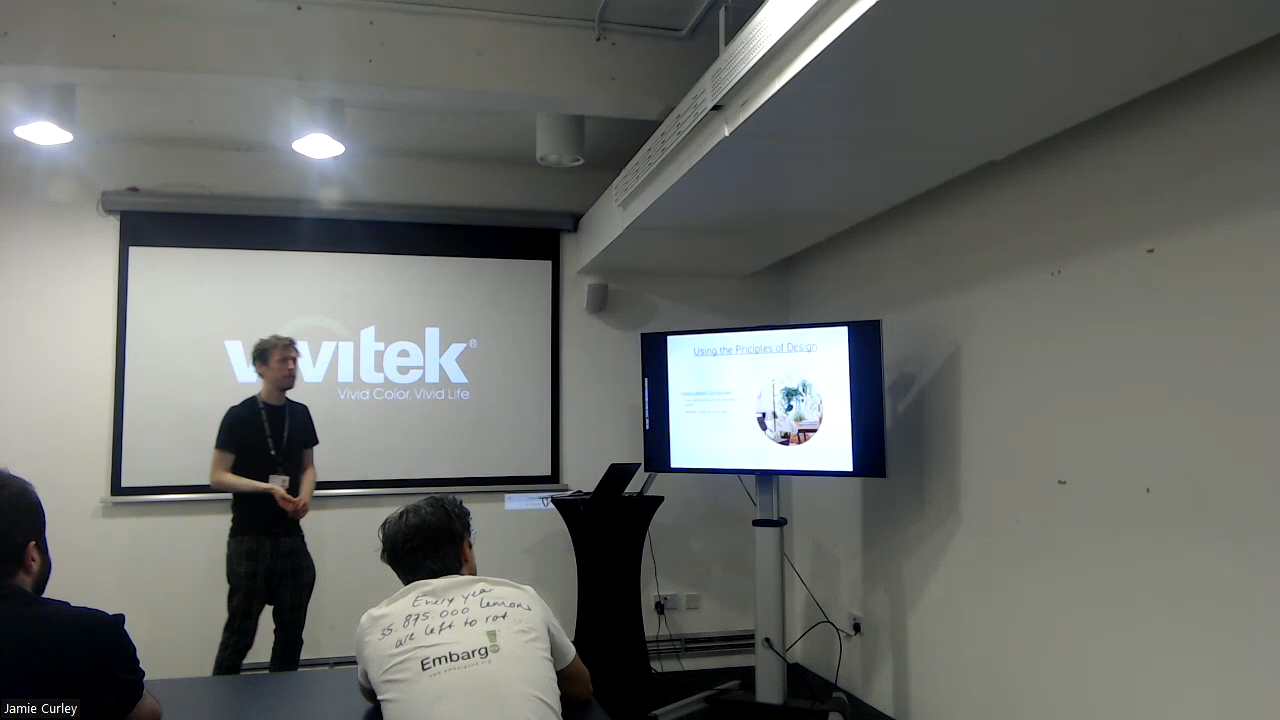 vivitek®
Vivid Color. Vivid Life
Using the Priciples of Design
Every year
35.875.000 lemons
are left to rot
Embargo
Jamie Curley